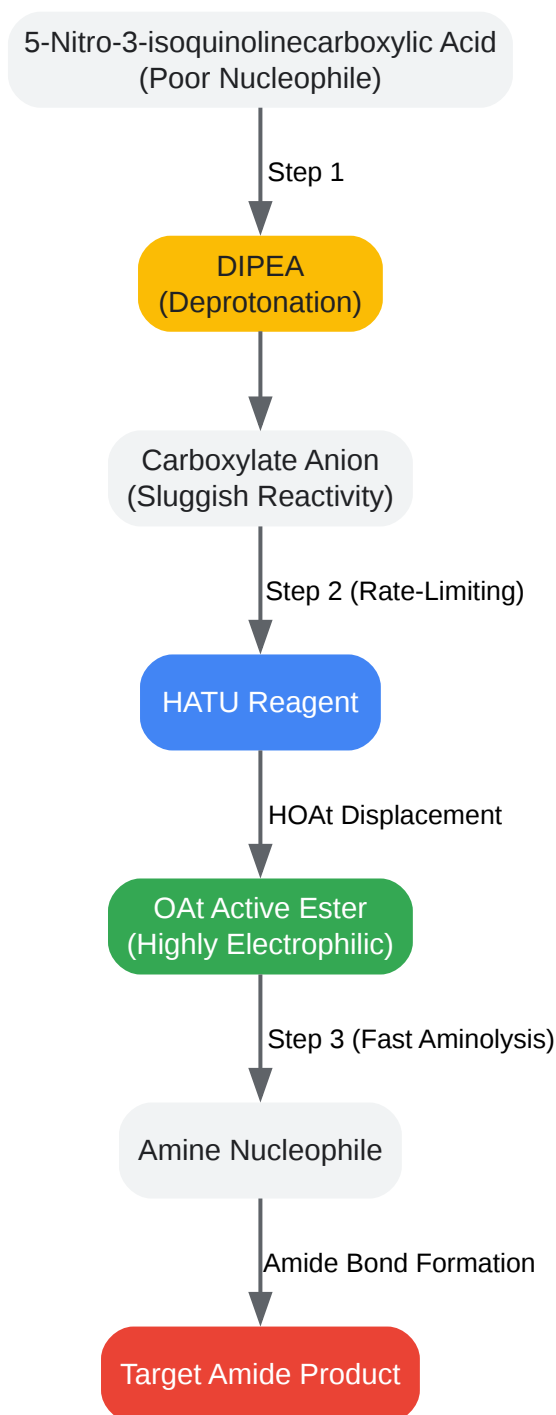 5-Nitro-3-isoquinolinecarboxylic Acid
(Poor Nucleophile)
Step 1
DIPEA
(Deprotonation)
Carboxylate Anion
(Sluggish Reactivity)
Step 2 (Rate-Limiting)
HATU Reagent
HOAt Displacement
OAt Active Ester
(Highly Electrophilic)
Step 3 (Fast Aminolysis)
Amine Nucleophile
Amide Bond Formation
Target Amide Product